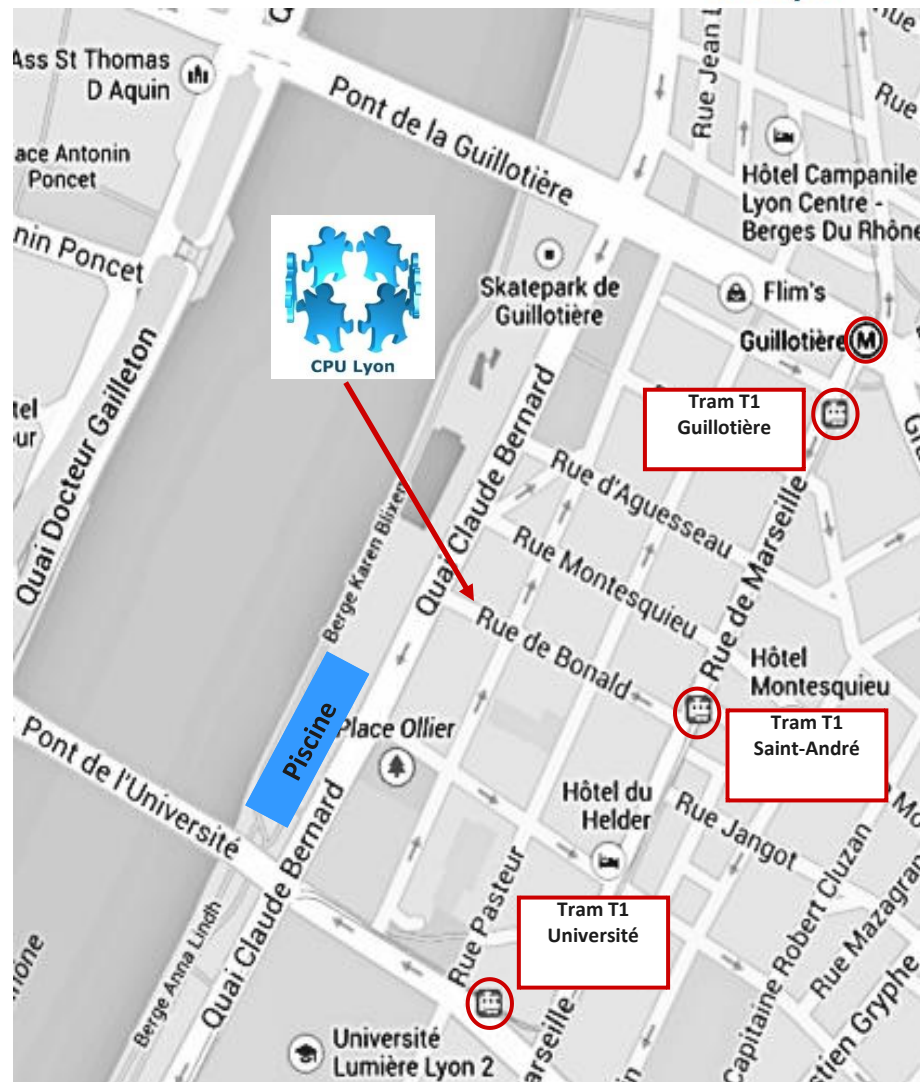 Ass St Thomas
D Aquin
Pont de la Guillotière
Rue Jean
Rue
ace Antonin
Poncet
Hôtel Campanile
Lyon Centre -
Berges Du Rhône
nin Poncet
Skatepark de
Guillotière
Flim's
CPU Lyon
Guillotière
M
Quai Docteur Gailleton
Tram T1
Guillotière
tel
our
Quai Claude Bernard
Rue d'Aguesseau
Rue de Marseille
Berge Karen Blixen
Rue Montesquieu
Rue de Bonald
Hôtel
Montesquieu
Piscine
Place Ollier
Tram T1
Saint-André
Pont de l'Université
Hôtel du
Helder
Rue Jangot
Quai Claude Bernard
Rue Pasteur
Tram T1
Université
Capitaine Robert Cluzan
Rue Mazagran
Berge Anna Lindh
hône
Université
Lumière Lyon 2
arseille
tien Gryphe